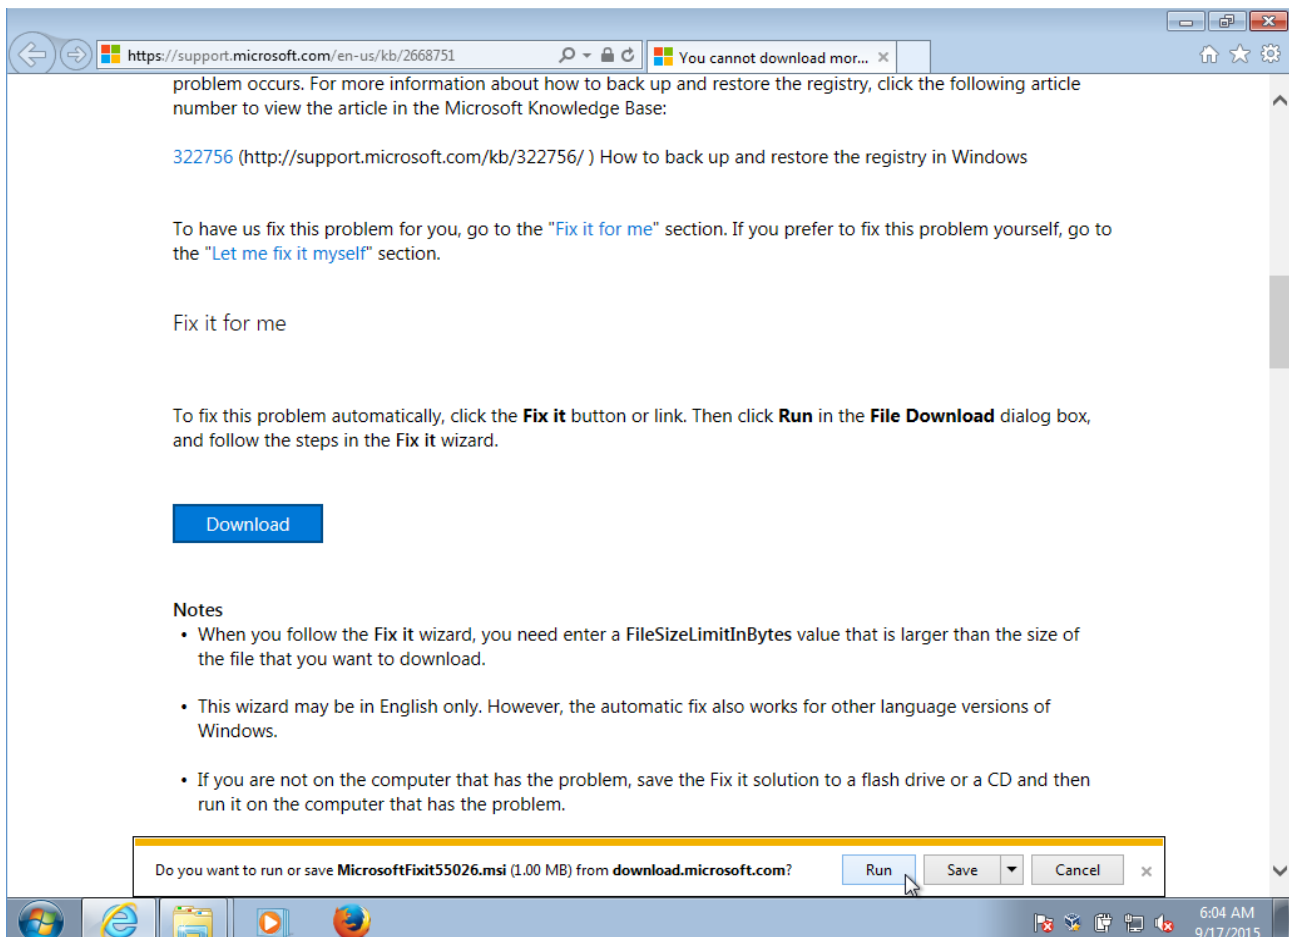 https://support.microsoft.com/en-us/kb/2668751
You cannot download mor...
problem occurs. For more information about how to back up and restore the registry, click the following article
number to view the article in the Microsoft Knowledge Base:
322756 (http://support.microsoft.com/kb/322756/ ) How to back up and restore the registry in Windows
To have us fix this problem for you, go to the "Fix it for me" section. If you prefer to fix this problem yourself, go to
the "Let me fix it myself" section.
Fix it for me
To fix this problem automatically, click the Fix it button or link. Then click Run in the File Download dialog box,
and follow the steps in the Fix it wizard.
Download
Notes
• When you follow the Fix it wizard, you need enter a FileSizeLimitInBytes value that is larger than the size of
the file that you want to download.
• This wizard may be in English only. However, the automatic fix also works for other language versions of
Windows.
• If you are not on the computer that has the problem, save the Fix it solution to a flash drive or a CD and then
run it on the computer that has the problem.
Do you want to run or save MicrosoftFixit55026.msi (1.00 MB) from download.microsoft.com?
Run
Save
Cancel
6:04 AM
9/17/2015